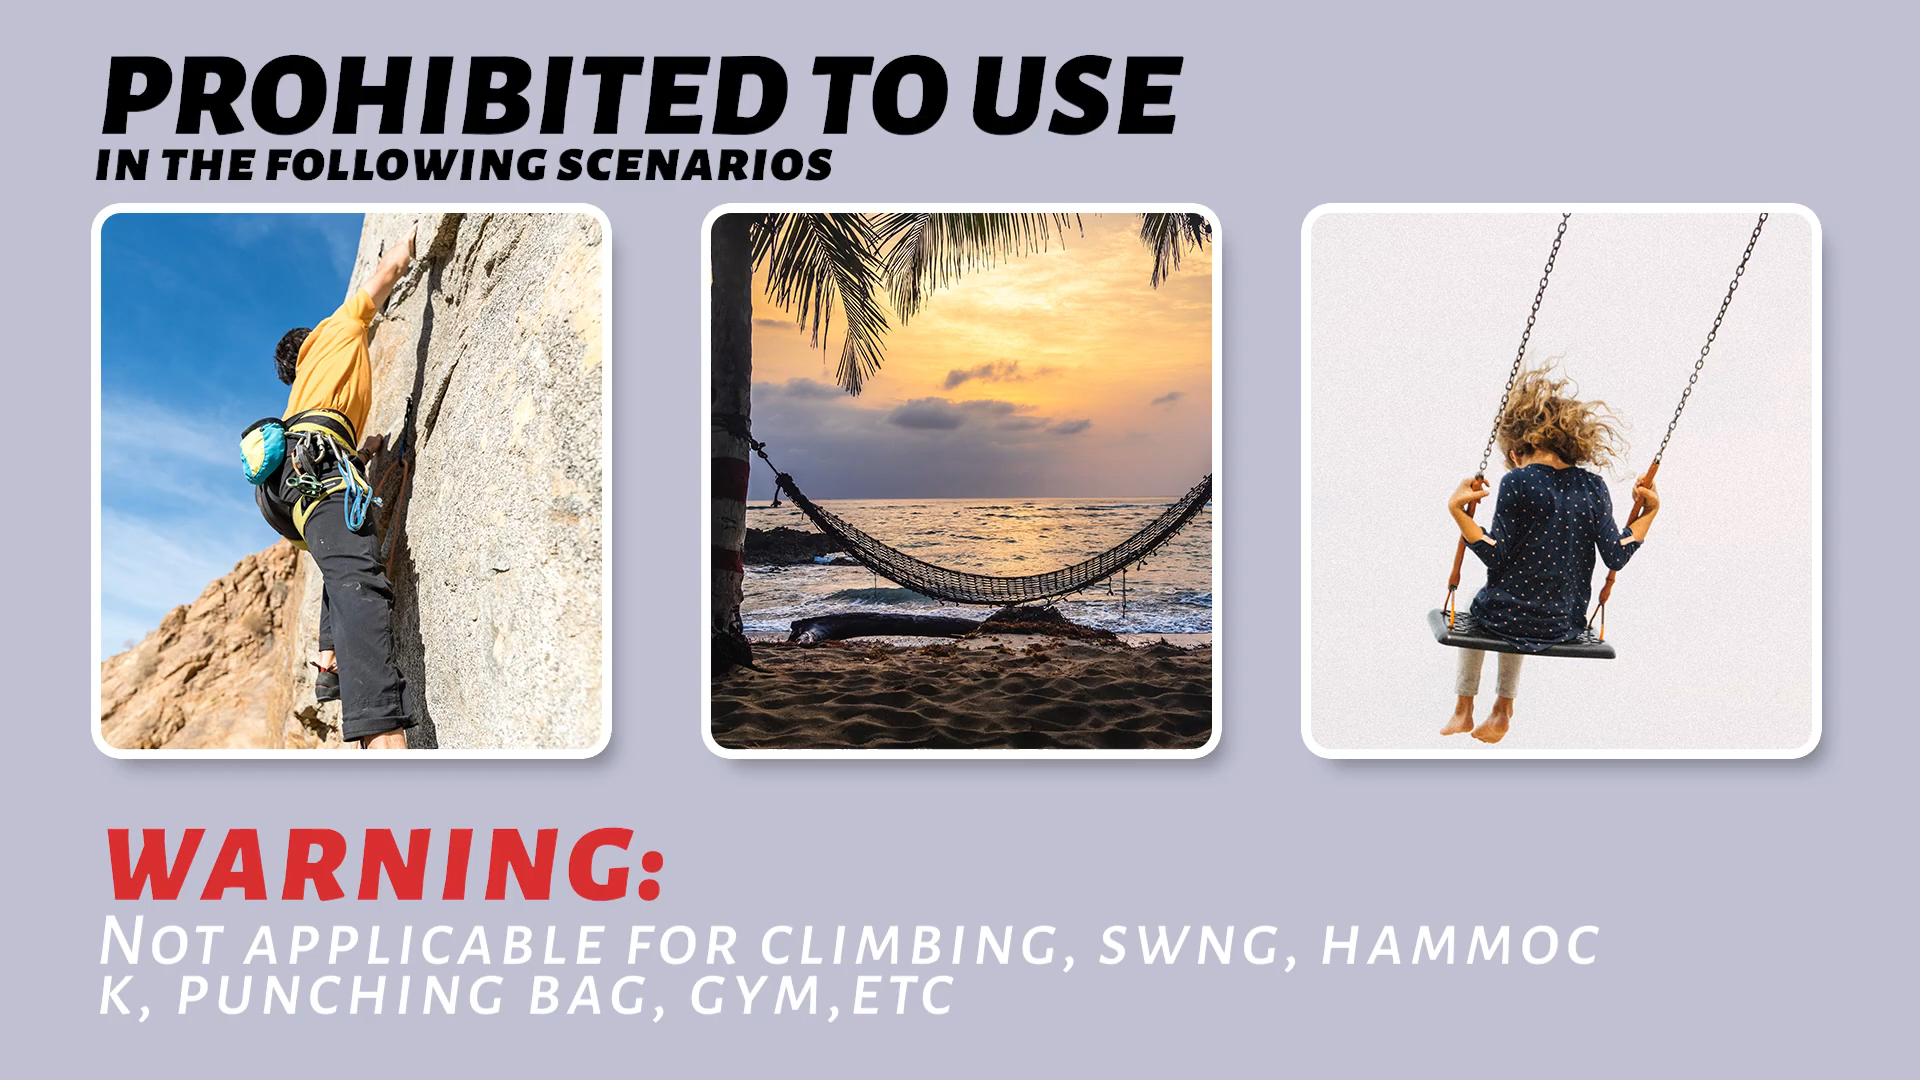 PROHIBITED TO USE
IN THE FOLLOWING SCENARIOS
WARNING:
NOT APPLICABLE FOR CLIMBING, SWNG, HAMMOC
K, PUNCHING BAG, GYM,ETC